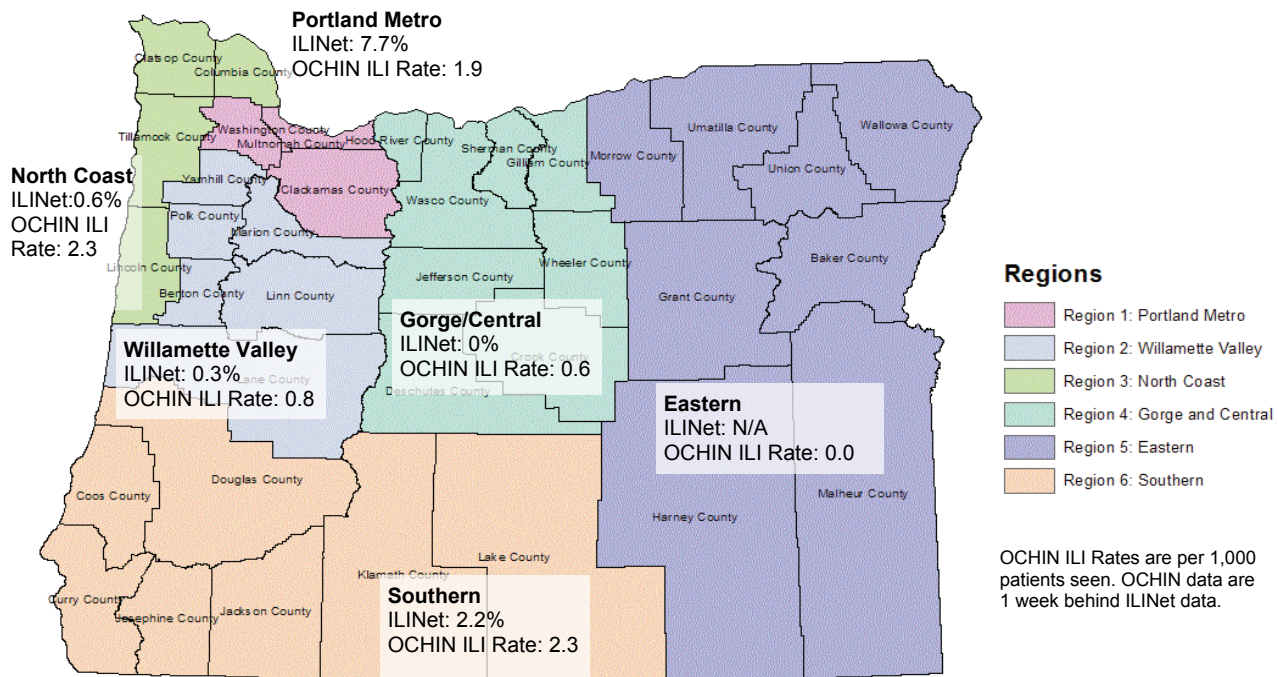 Portland Metro
ILINet: 7.7%
OCHIN ILI Rate: 1.9
Clatsop County
Columbia County
Tillamook County
Washington County
Multnomah County
Hood River County
Sherman County
Gilliam County
Morrow County
Umatilla County
Wallowa County
Union County
North Coast
ILINet:0.6%
OCHIN ILI
Rate: 2.3
Yamhill County
Clackamas County
Wasco County
Polk County
Marion County
Lincoln County
Benton County
Linn County
Jefferson County
Wheeler County
Grant County
Baker County
Willamette Valley
ILINet: 0.3%
OCHIN ILI Rate: 0.8
Lane County
Gorge/Central
ILINet: 0%
OCHIN ILI Rate: 0.6
Crook County
Deschutes County
Eastern
ILINet: N/A
OCHIN ILI Rate: 0.0
Coos County
Douglas County
Harney County
Malheur County
Curry County
Josephine County
Jackson County
Klamath County
Lake County
Southern
ILINet: 2.2%
OCHIN ILI Rate: 2.3
Regions
Region 1: Portland Metro
Region 2: Willamette Valley
Region 3: North Coast
Region 4: Gorge and Central
Region 5: Eastern
Region 6: Southern
OCHIN ILI Rates are per 1,000
patients seen. OCHIN data are
1 week behind ILINet data.